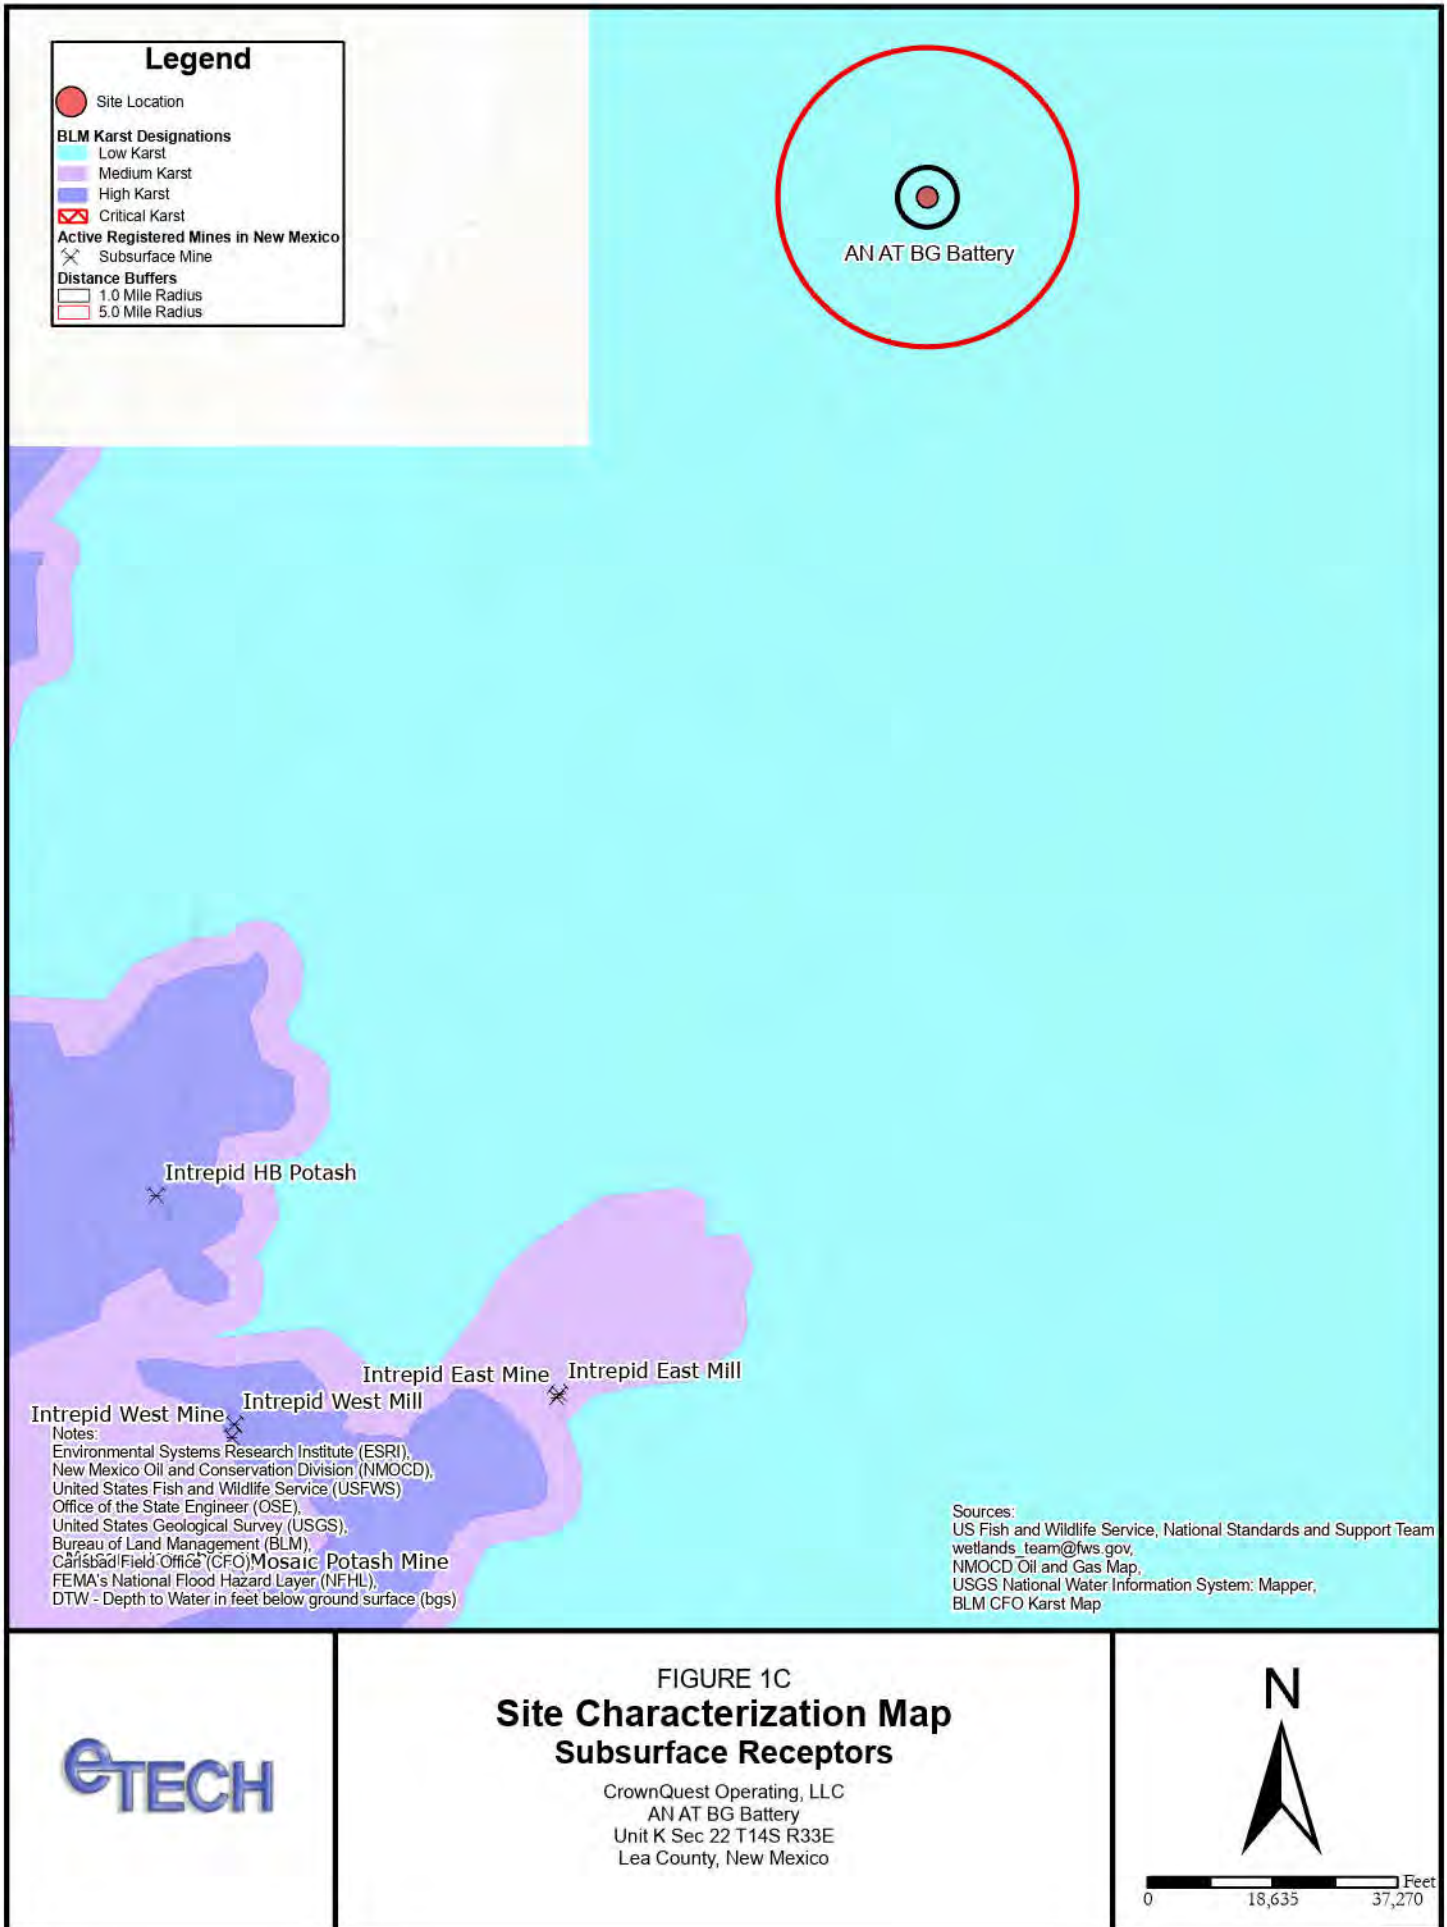 Legend
Site Location
BLM Karst Designations
Low Karst
Medium Karst
High Karst
Critical Karst
Active Registered Mines in New Mexico
Subsurface Mine
Distance Buffers
1.0 Mile Radius
5.0 Mile Radius
AN AT BG Battery
Intrepid HB Potash
Intrepid East Mine
Intrepid East Mill
Intrepid West Mill
Intrepid West Mine
Notes:
Environmental Systems Research Institute (ESRI),
New Mexico Oil and Conservation Division (NMOCD),
United States Fish and Wildlife Service (USFWS)
Office of the State Engineer (OSE),
United States Geological Survey (USGS),
Bureau of Land Management (BLM),
Carlsbad Field Office (CFO)
Mosaic Potash Mine
FEMA's National Flood Hazard Layer (NFHL),
DTW - Depth to Water in feet below ground surface (bgs)
Sources:
US Fish and Wildlife Service, National Standards and Support Team
wetlands_team@fws.gov,
NMOCD Oil and Gas Map,
USGS National Water Information System: Mapper,
BLM CFO Karst Map
eTECH
FIGURE 1C
Site Characterization Map
Subsurface Receptors
CrownQuest Operating, LLC
AN AT BG Battery
Unit K Sec 22 T14S R33E
Lea County, New Mexico
N
Feet
0 18,635 37,270